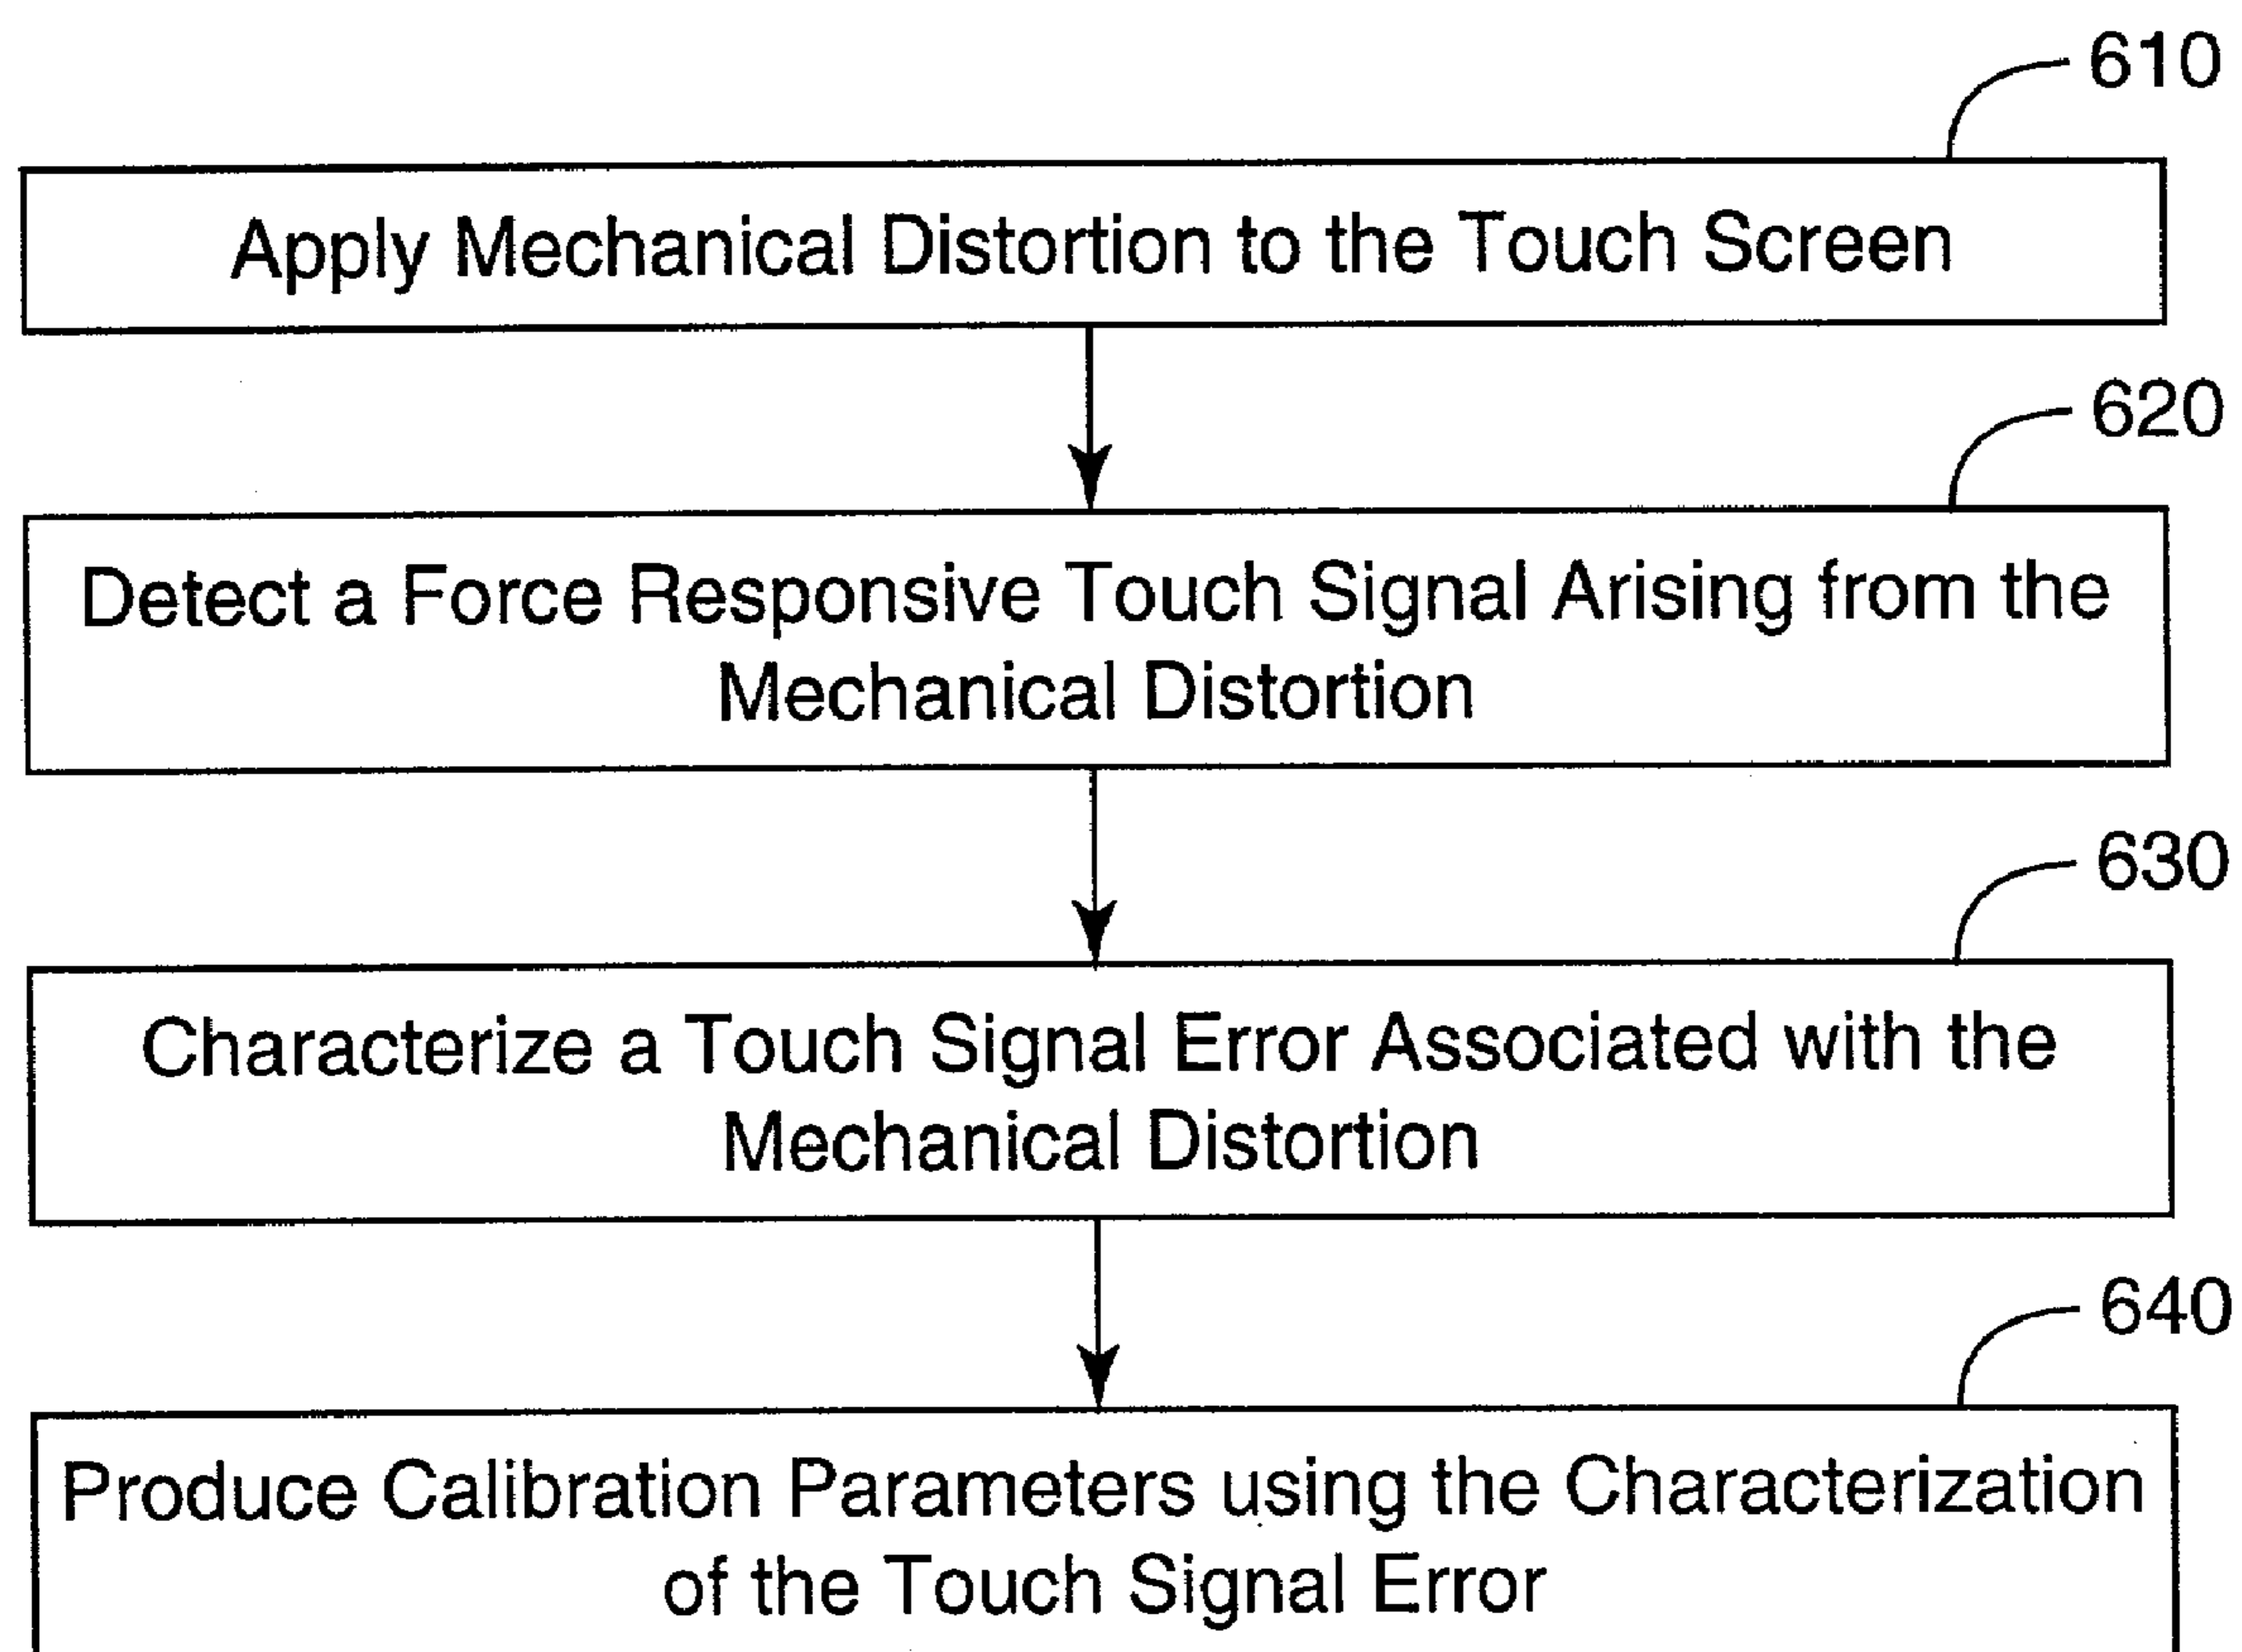 610
Apply Mechanical Distortion to the Touch Screen
620
Detect a Force Responsive Touch Signal Arising from the
Mechanical Distortion
630
Characterize a Touch Signal Error Associated with the
Mechanical Distortion
640
Produce Calibration Parameters using the Characterization
of the Touch Signal Error